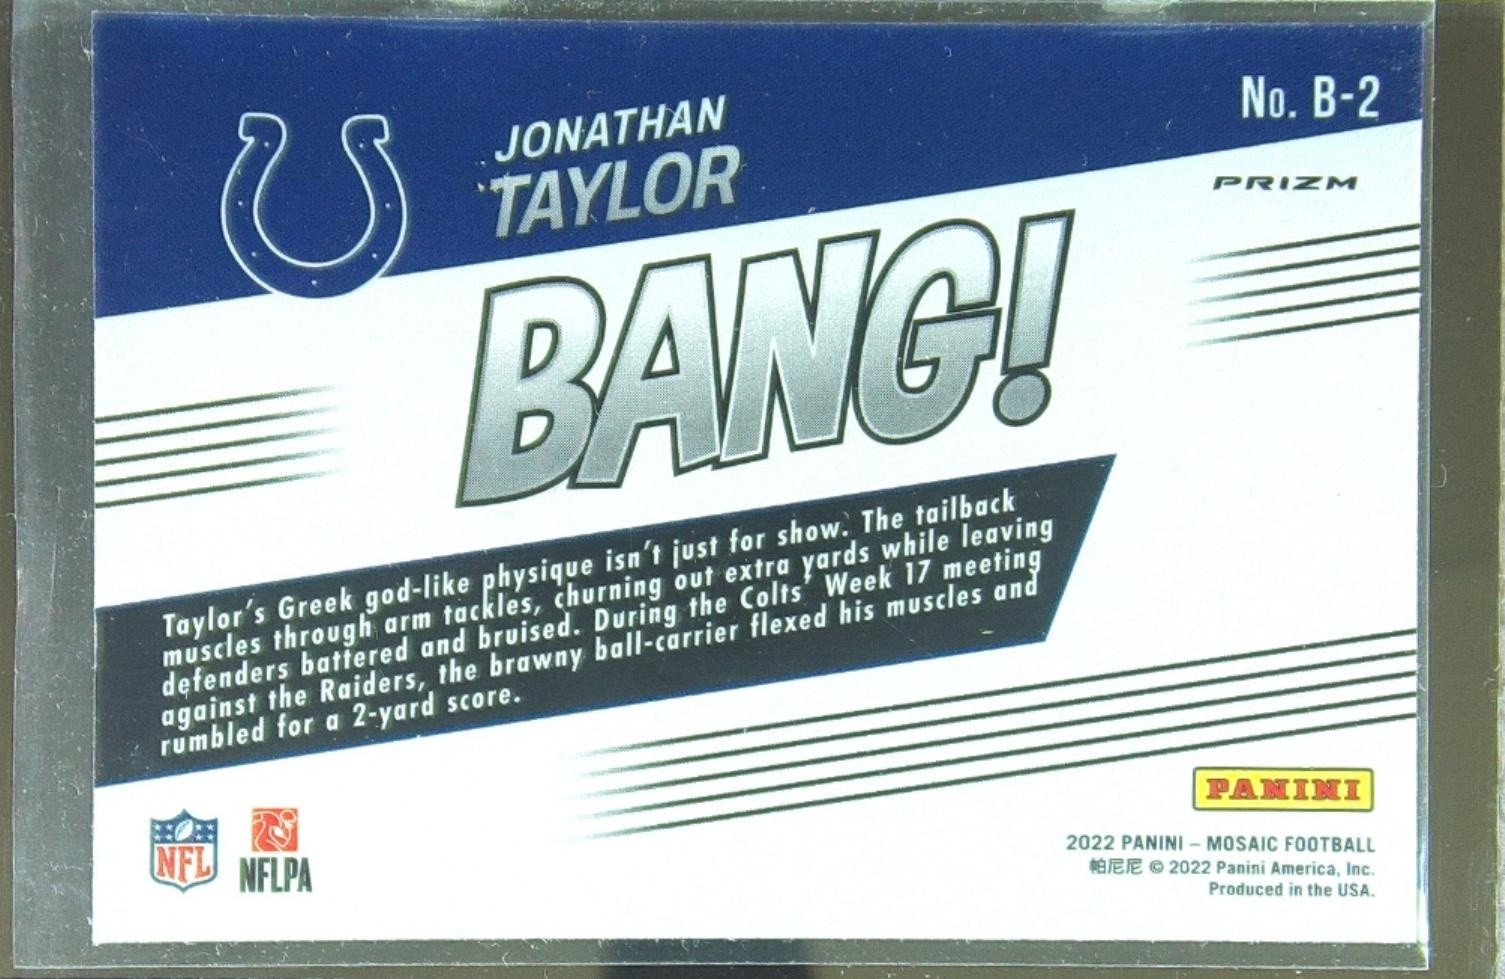 No. B-2
JONATHAN
TAYLOR
PRIZM
BANG!
Taylor's Greek god-like physique isn't just for show. The tailback
muscles through arm tackles, churning out extra yards while leaving
defenders battered and bruised. During the Colts' Week 17 meeting
against the Raiders, the brawny ball-carrier flexed his muscles and
rumbled for a 2-yard score.
NFL
NFLPA
PANINI
2022 PANINI – MOSAIC FOOTBALL
帕尼尼 © 2022 Panini America, Inc.
Produced in the USA.